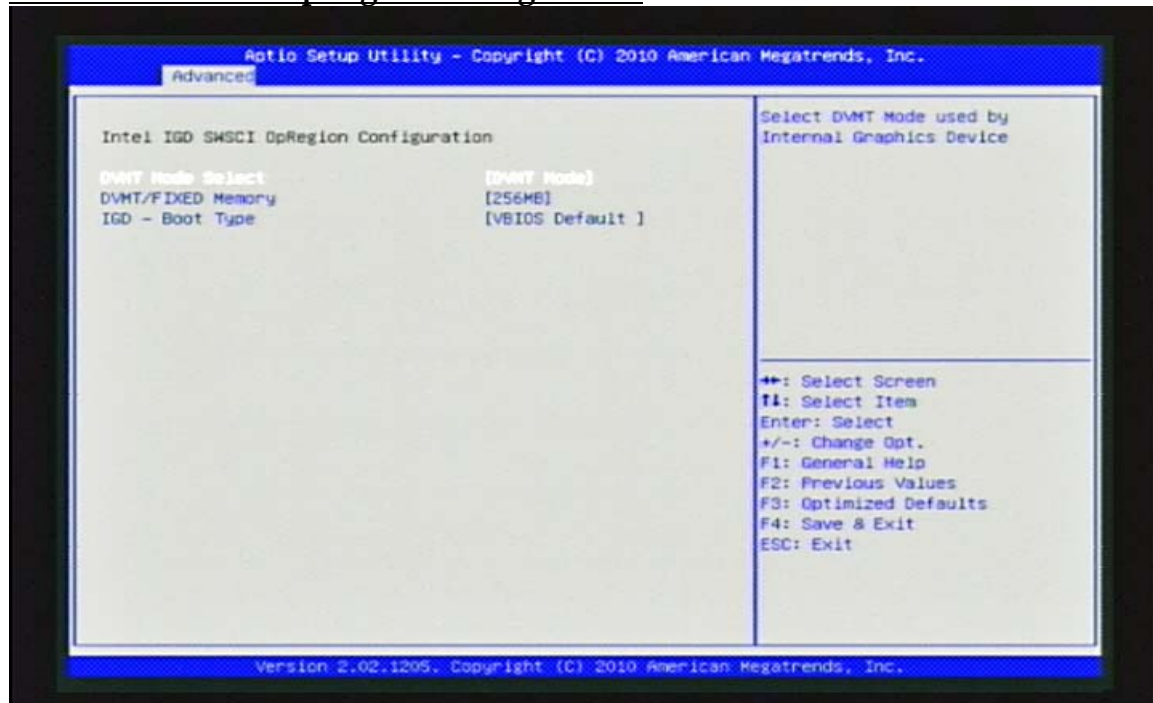 Aptio Setup Utility - Copyright (C) 2010 American Megatrends, Inc.
Advanced
Intel IGD SWSCI OpRegion Configuration
DVMT Mode Select [DVMT Mode]
DVMT/FIXED Memory [256MB]
IGD - Boot Type [VBIOS Default ]
Select DVMT Mode used by
Internal Graphics Device
→←: Select Screen
↑↓: Select Item
Enter: Select
+/-: Change Opt.
F1: General Help
F2: Previous Values
F3: Optimized Defaults
F4: Save & Exit
ESC: Exit
Version 2.02.1205. Copyright (C) 2010 American Megatrends, Inc.